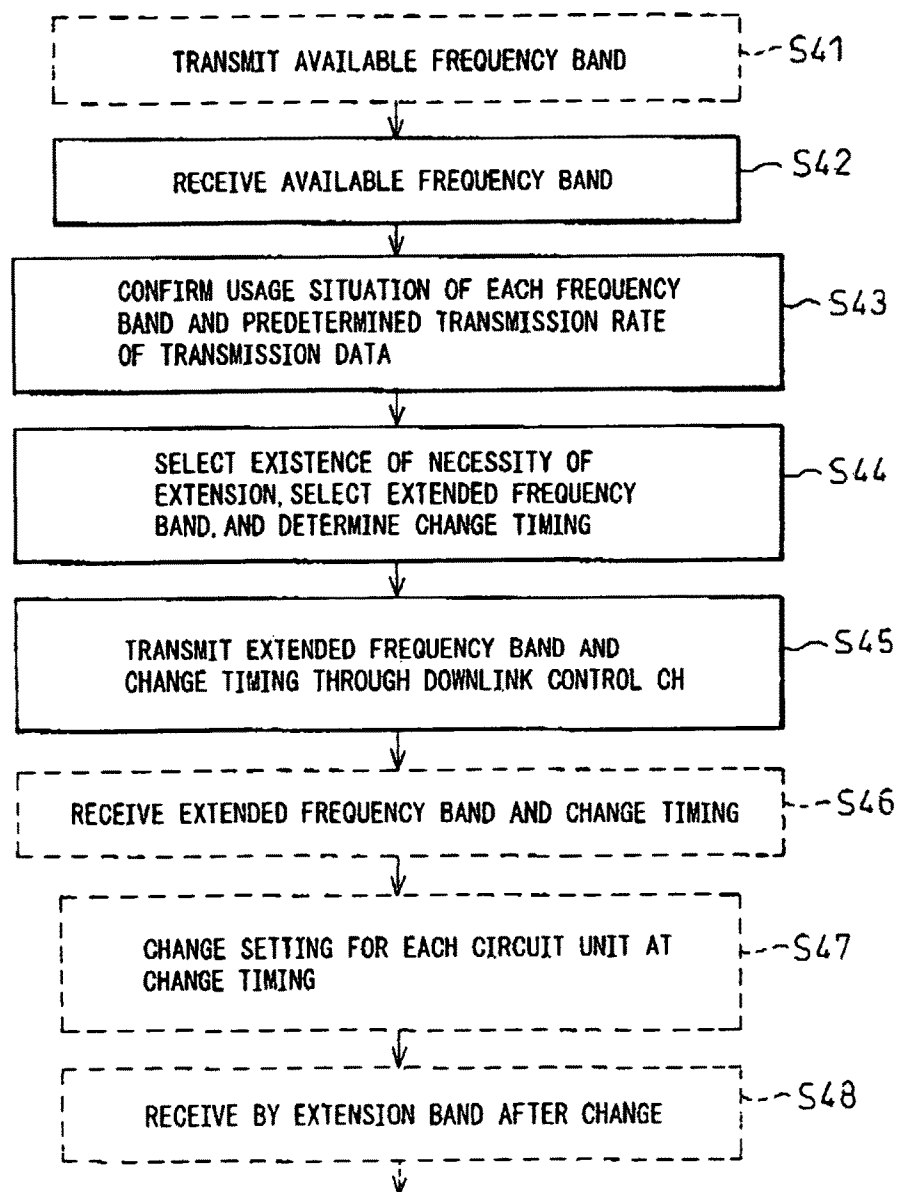 TRANSMIT AVAILABLE FREQUENCY BAND
S41
RECEIVE AVAILABLE FREQUENCY BAND
S42
CONFIRM USAGE SITUATION OF EACH FREQUENCY
BAND AND PREDETERMINED TRANSMISSION RATE
OF TRANSMISSION DATA
S43
SELECT EXISTENCE OF NECESSITY OF
EXTENSION, SELECT EXTENDED FREQUENCY
BAND, AND DETERMINE CHANGE TIMING
S44
TRANSMIT EXTENDED FREQUENCY BAND AND
CHANGE TIMING THROUGH DOWNLINK CONTROL CH
S45
RECEIVE EXTENDED FREQUENCY BAND AND CHANGE TIMING
S46
CHANGE SETTING FOR EACH CIRCUIT UNIT AT
CHANGE TIMING
S47
RECEIVE BY EXTENSION BAND AFTER CHANGE
S48